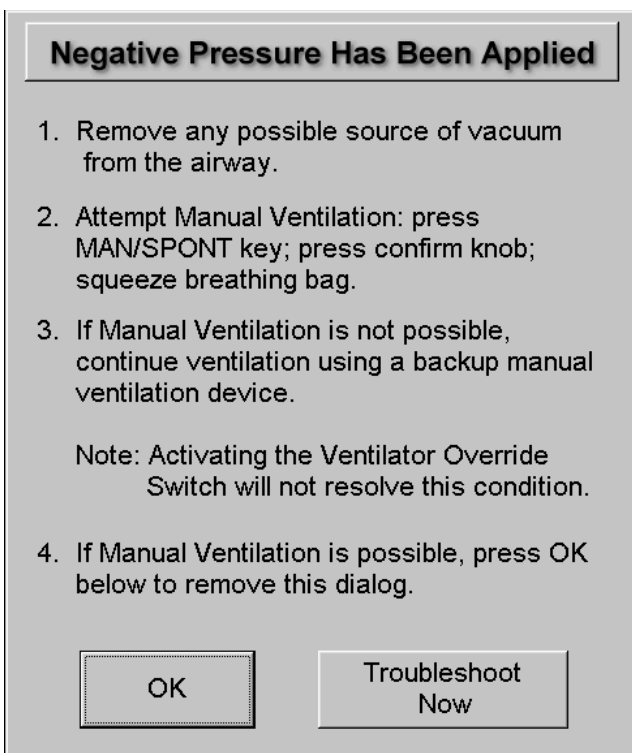 Negative Pressure Has Been Applied
1. Remove any possible source of vacuum
from the airway.
2. Attempt Manual Ventilation: press
MAN/SPONT key; press confirm knob;
squeeze breathing bag.
3. If Manual Ventilation is not possible,
continue ventilation using a backup manual
ventilation device.
Note: Activating the Ventilator Override
Switch will not resolve this condition.
4. If Manual Ventilation is possible, press OK
below to remove this dialog.
OK
Troubleshoot
Now